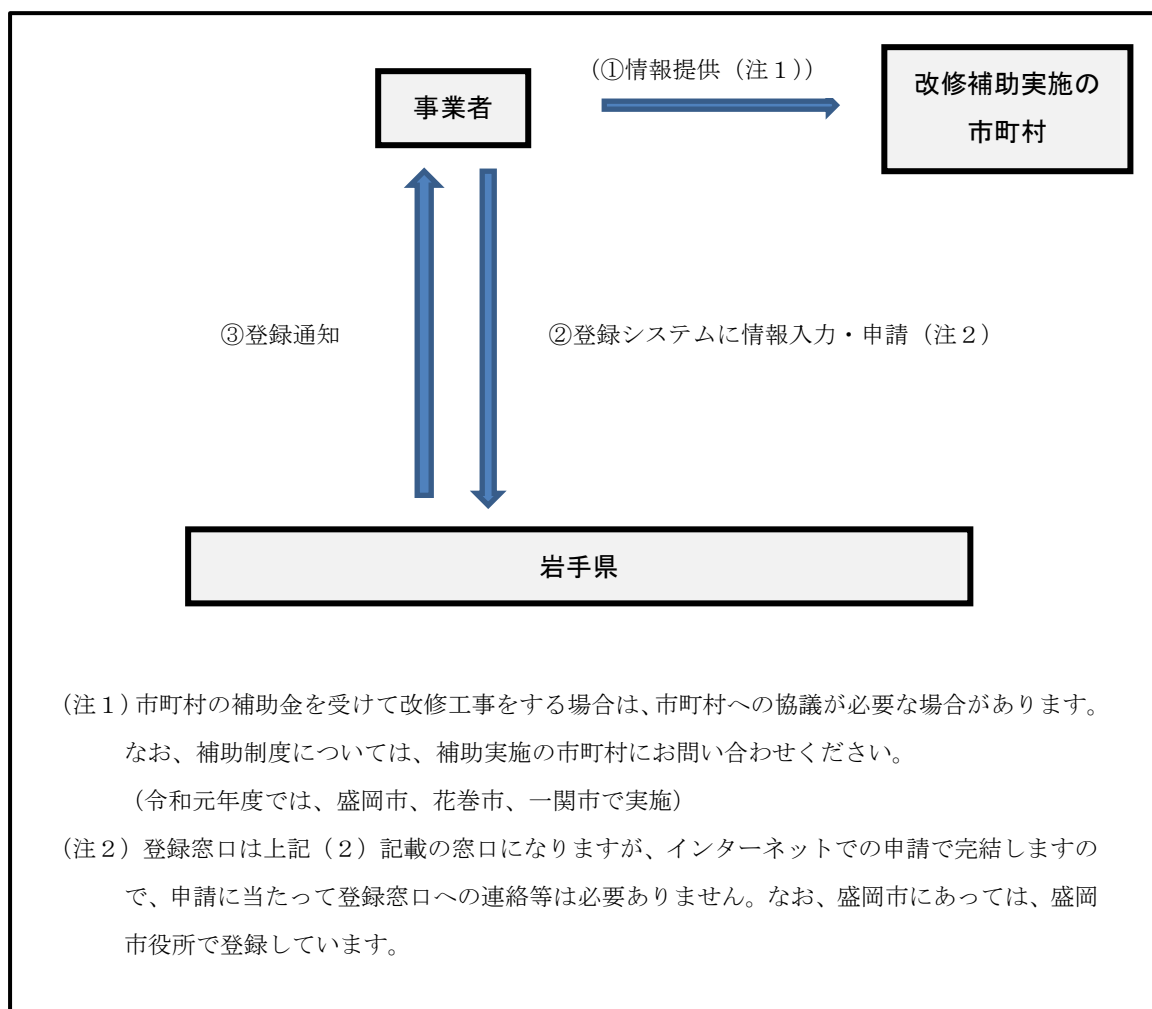 (①情報提供（注１）)
事業者
改修補助実施の
市町村
③登録通知
②登録システムに情報入力・申請（注２）
岩手県
（注１）市町村の補助金を受けて改修工事をする場合は、市町村への協議が必要な場合があります。
なお、補助制度については、補助実施の市町村にお問い合わせください。
（令和元年度では、盛岡市、花巻市、一関市で実施）
（注２）登録窓口は上記（２）記載の窓口になりますが、インターネットでの申請で完結しますの
で、申請に当たって登録窓口への連絡等は必要ありません。なお、盛岡市にあっては、盛岡
市役所で登録しています。